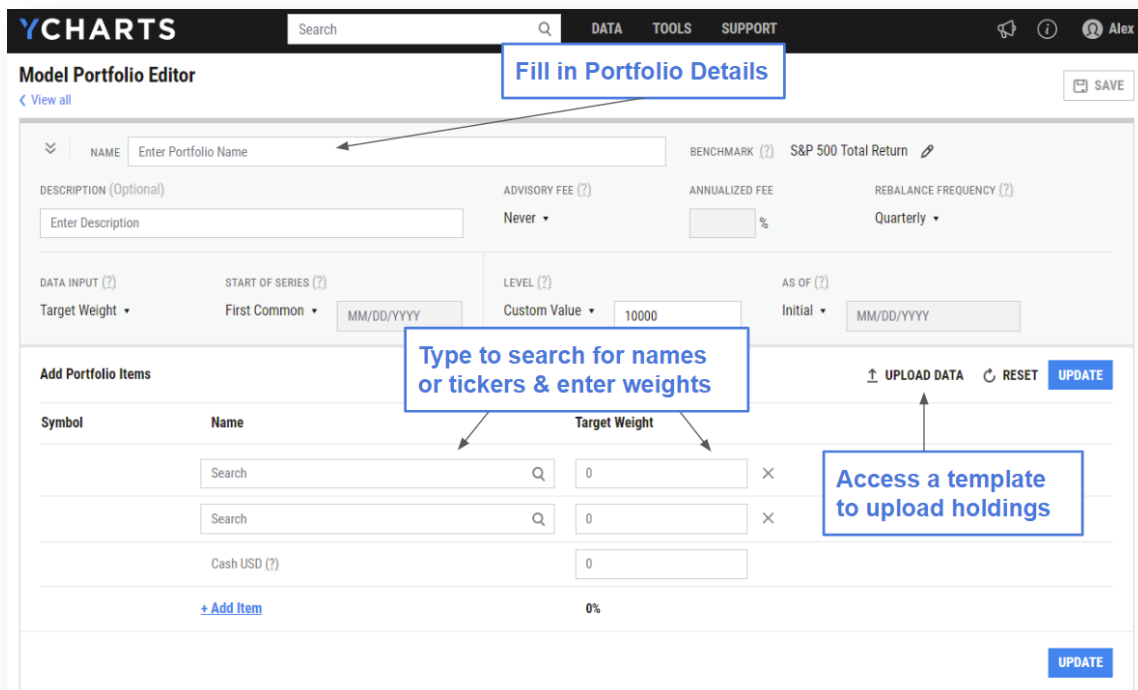 YCHARTS
Search
DATA TOOLS SUPPORT
Alex
Model Portfolio Editor
Fill in Portfolio Details
SAVE
View all
NAME Enter Portfolio Name
BENCHMARK (?) S&P 500 Total Return
DESCRIPTION (Optional)
ADVISORY FEE (?)
ANNUALIZED FEE
REBALANCE FREQUENCY (?)
Enter Description
Never
%
Quarterly
DATA INPUT (?)
START OF SERIES (?)
LEVEL (?)
AS OF (?)
Target Weight
First Common
MM/DD/YYYY
Custom Value
10000
Initial
MM/DD/YYYY
Type to search for names
or tickers & enter weights
Add Portfolio Items
UPLOAD DATA
RESET
UPDATE
Symbol
Name
Target Weight
Search
0
Access a template
to upload holdings
Search
0
Cash USD (?)
0
+ Add Item
0%
UPDATE